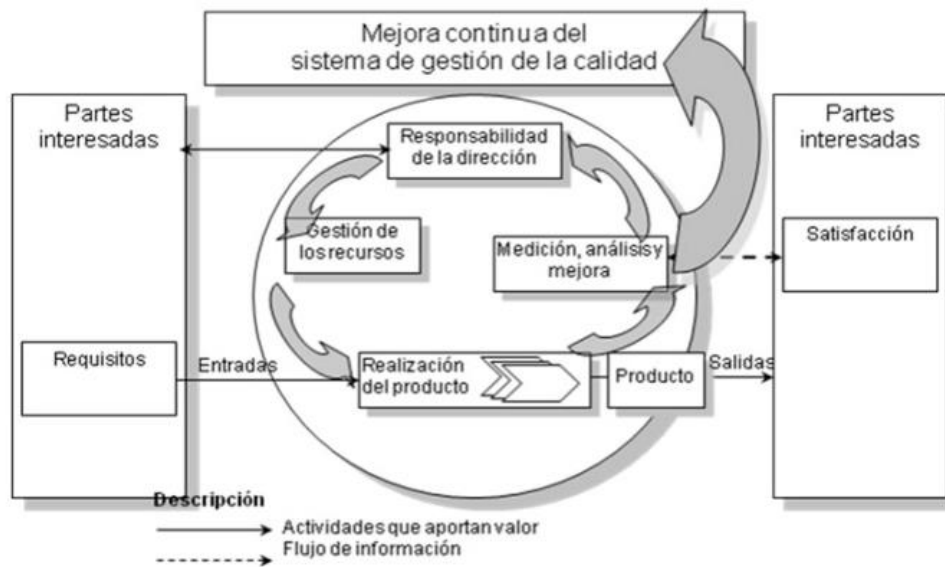 Mejora continua del
sistema de gestión de la calidad
Partes
interesadas
Responsabilidad
de la dirección
Partes
interesadas
Gestión de
los recursos
Medición, análisis y
mejora
Satisfacción
Requisitos
Entradas
Realización
del producto
Producto
Salidas
Descripción
Actividades que aportan valor
Flujo de información